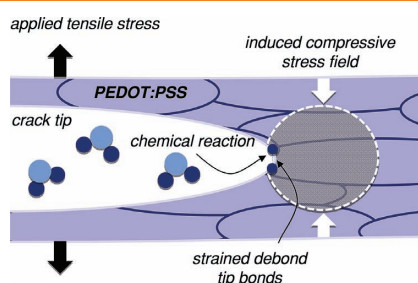 applied tensile stress
induced compressive
stress field
PEDOT:PSS
crack tip
chemical reaction
strained debond
tip bonds